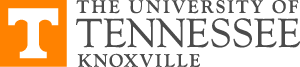 T
THE UNIVERSITY OF
TENNESSEE
KNOXVILLE